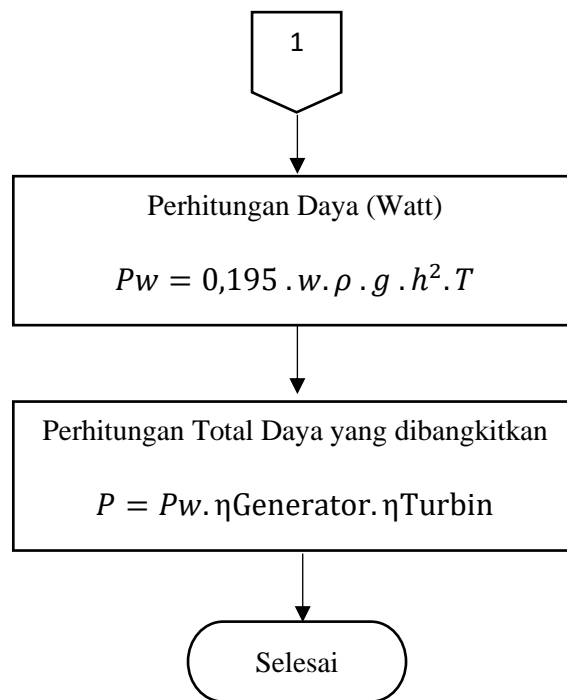 1
Perhitungan Daya (Watt)
Pw = 0,195 . w. ρ . g . h². T
Perhitungan Total Daya yang dibangkitkan
P = Pw. ηGenerator. ηTurbin
Selesai